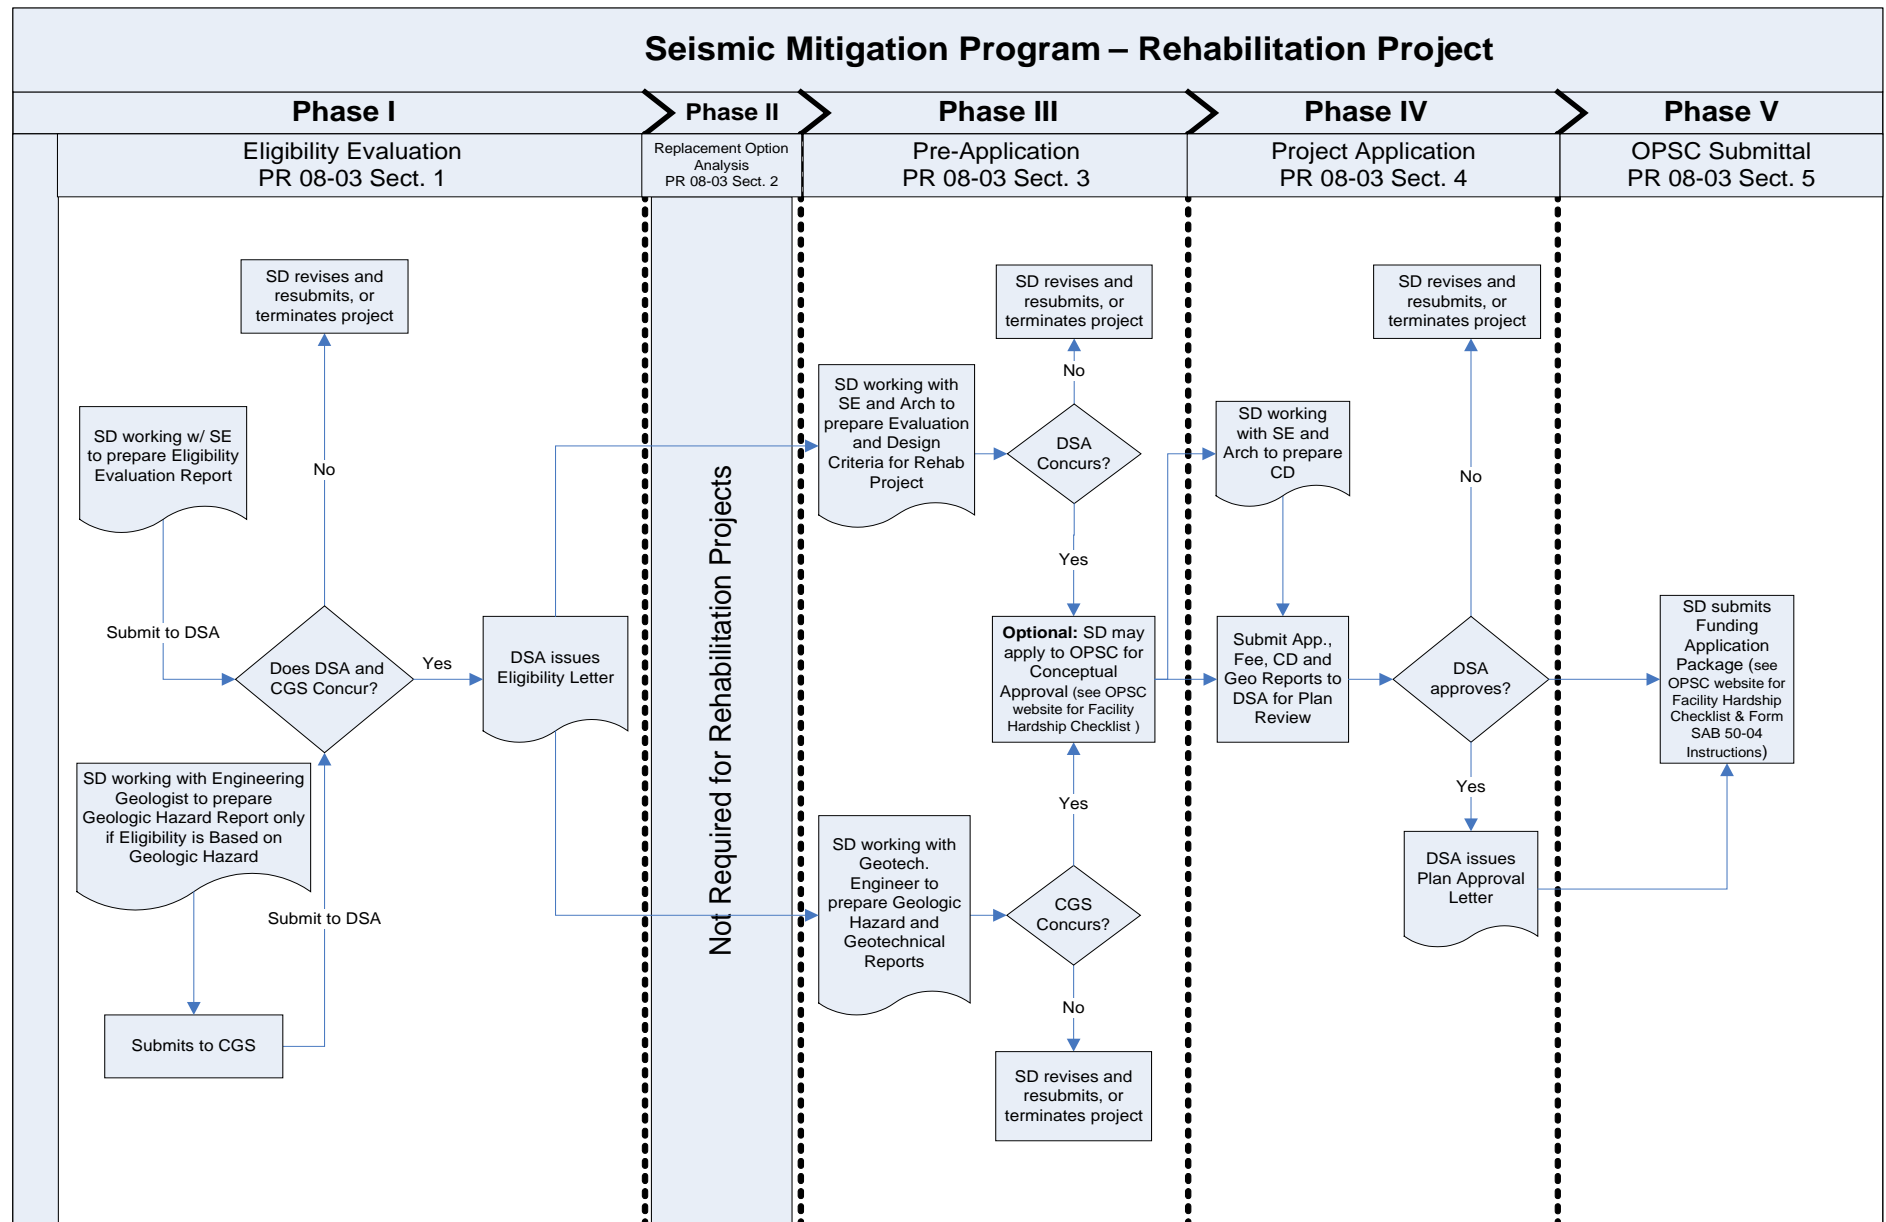 Seismic Mitigation Program – Rehabilitation Project
Phase I
Phase II
Phase III
Phase IV
Phase V
Eligibility Evaluation
PR 08-03 Sect. 1
Replacement Option
Analysis
PR 08-03 Sect. 2
Pre-Application
PR 08-03 Sect. 3
Project Application
PR 08-03 Sect. 4
OPSC Submittal
PR 08-03 Sect. 5
SD revises and
resubmits, or
terminates project
No
SD working w/ SE
to prepare Eligibility
Evaluation Report
Submit to DSA
Does DSA and
CGS Concur?
Yes
DSA issues
Eligibility Letter
SD working with Engineering
Geologist to prepare
Geologic Hazard Report only
if Eligibility is Based on
Geologic Hazard
Submit to DSA
Submits to CGS
Not Required for Rehabilitation Projects
SD revises and
resubmits, or
terminates project
No
SD working with
SE and Arch to
prepare Evaluation
and Design
Criteria for Rehab
Project
DSA
Concurs?
Yes
Optional: SD may
apply to OPSC for
Conceptual
Approval (see OPSC
website for Facility
Hardship Checklist )
Yes
SD working with
Geotech.
Engineer to
prepare Geologic
Hazard and
Geotechnical
Reports
CGS
Concurs?
No
SD revises and
resubmits, or
terminates project
SD revises and
resubmits, or
terminates project
No
SD working
with SE and
Arch to prepare
CD
Submit App.,
Fee, CD and
Geo Reports to
DSA for Plan
Review
DSA
approves?
Yes
DSA issues
Plan Approval
Letter
SD submits
Funding
Application
Package (see
OPSC website for
Facility Hardship
Checklist & Form
SAB 50-04
Instructions)